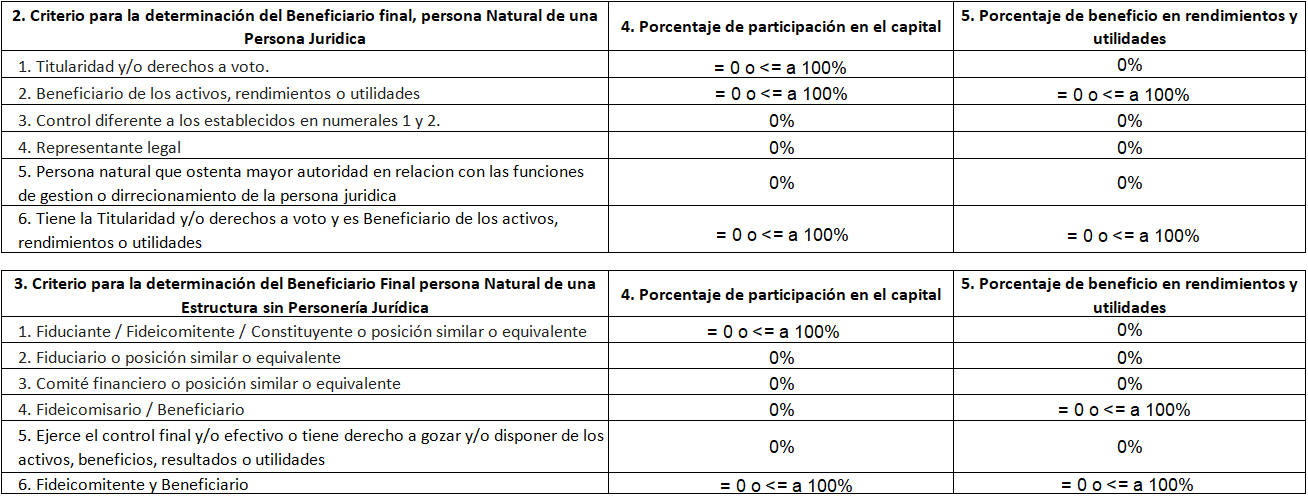 2. Criterio para la determinación del Beneficiario final, persona Natural de una
Persona Juridica
4. Porcentaje de participación en el capital
5. Porcentaje de beneficio en rendimientos y
utilidades
1. Titularidad y/o derechos a voto.
= 0 o <= a 100%
0%
2. Beneficiario de los activos, rendimientos o utilidades
= 0 o <= a 100%
= 0 o <= a 100%
3. Control diferente a los establecidos en numerales 1 y 2.
0%
0%
4. Representante legal
0%
0%
5. Persona natural que ostenta mayor autoridad en relacion con las funciones
de gestion o dirrecionamiento de la persona juridica
0%
0%
6. Tiene la Titularidad y/o derechos a voto y es Beneficiario de los activos,
rendimientos o utilidades
= 0 o <= a 100%
= 0 o <= a 100%
3. Criterio para la determinación del Beneficiario Final persona Natural de una
Estructura sin Personería Jurídica
4. Porcentaje de participación en el capital
5. Porcentaje de beneficio en rendimientos y
utilidades
1. Fiduciante / Fideicomitente / Constituyente o posición similar o equivalente
= 0 o <= a 100%
0%
2. Fiduciario o posición similar o equivalente
0%
0%
3. Comité financiero o posición similar o equivalente
0%
0%
4. Fideicomisario / Beneficiario
0%
= 0 o <= a 100%
5. Ejerce el control final y/o efectivo o tiene derecho a gozar y/o disponer de los
activos, beneficios, resultados o utilidades
0%
0%
6. Fideicomitente y Beneficiario
= 0 o <= a 100%
= 0 o <= a 100%